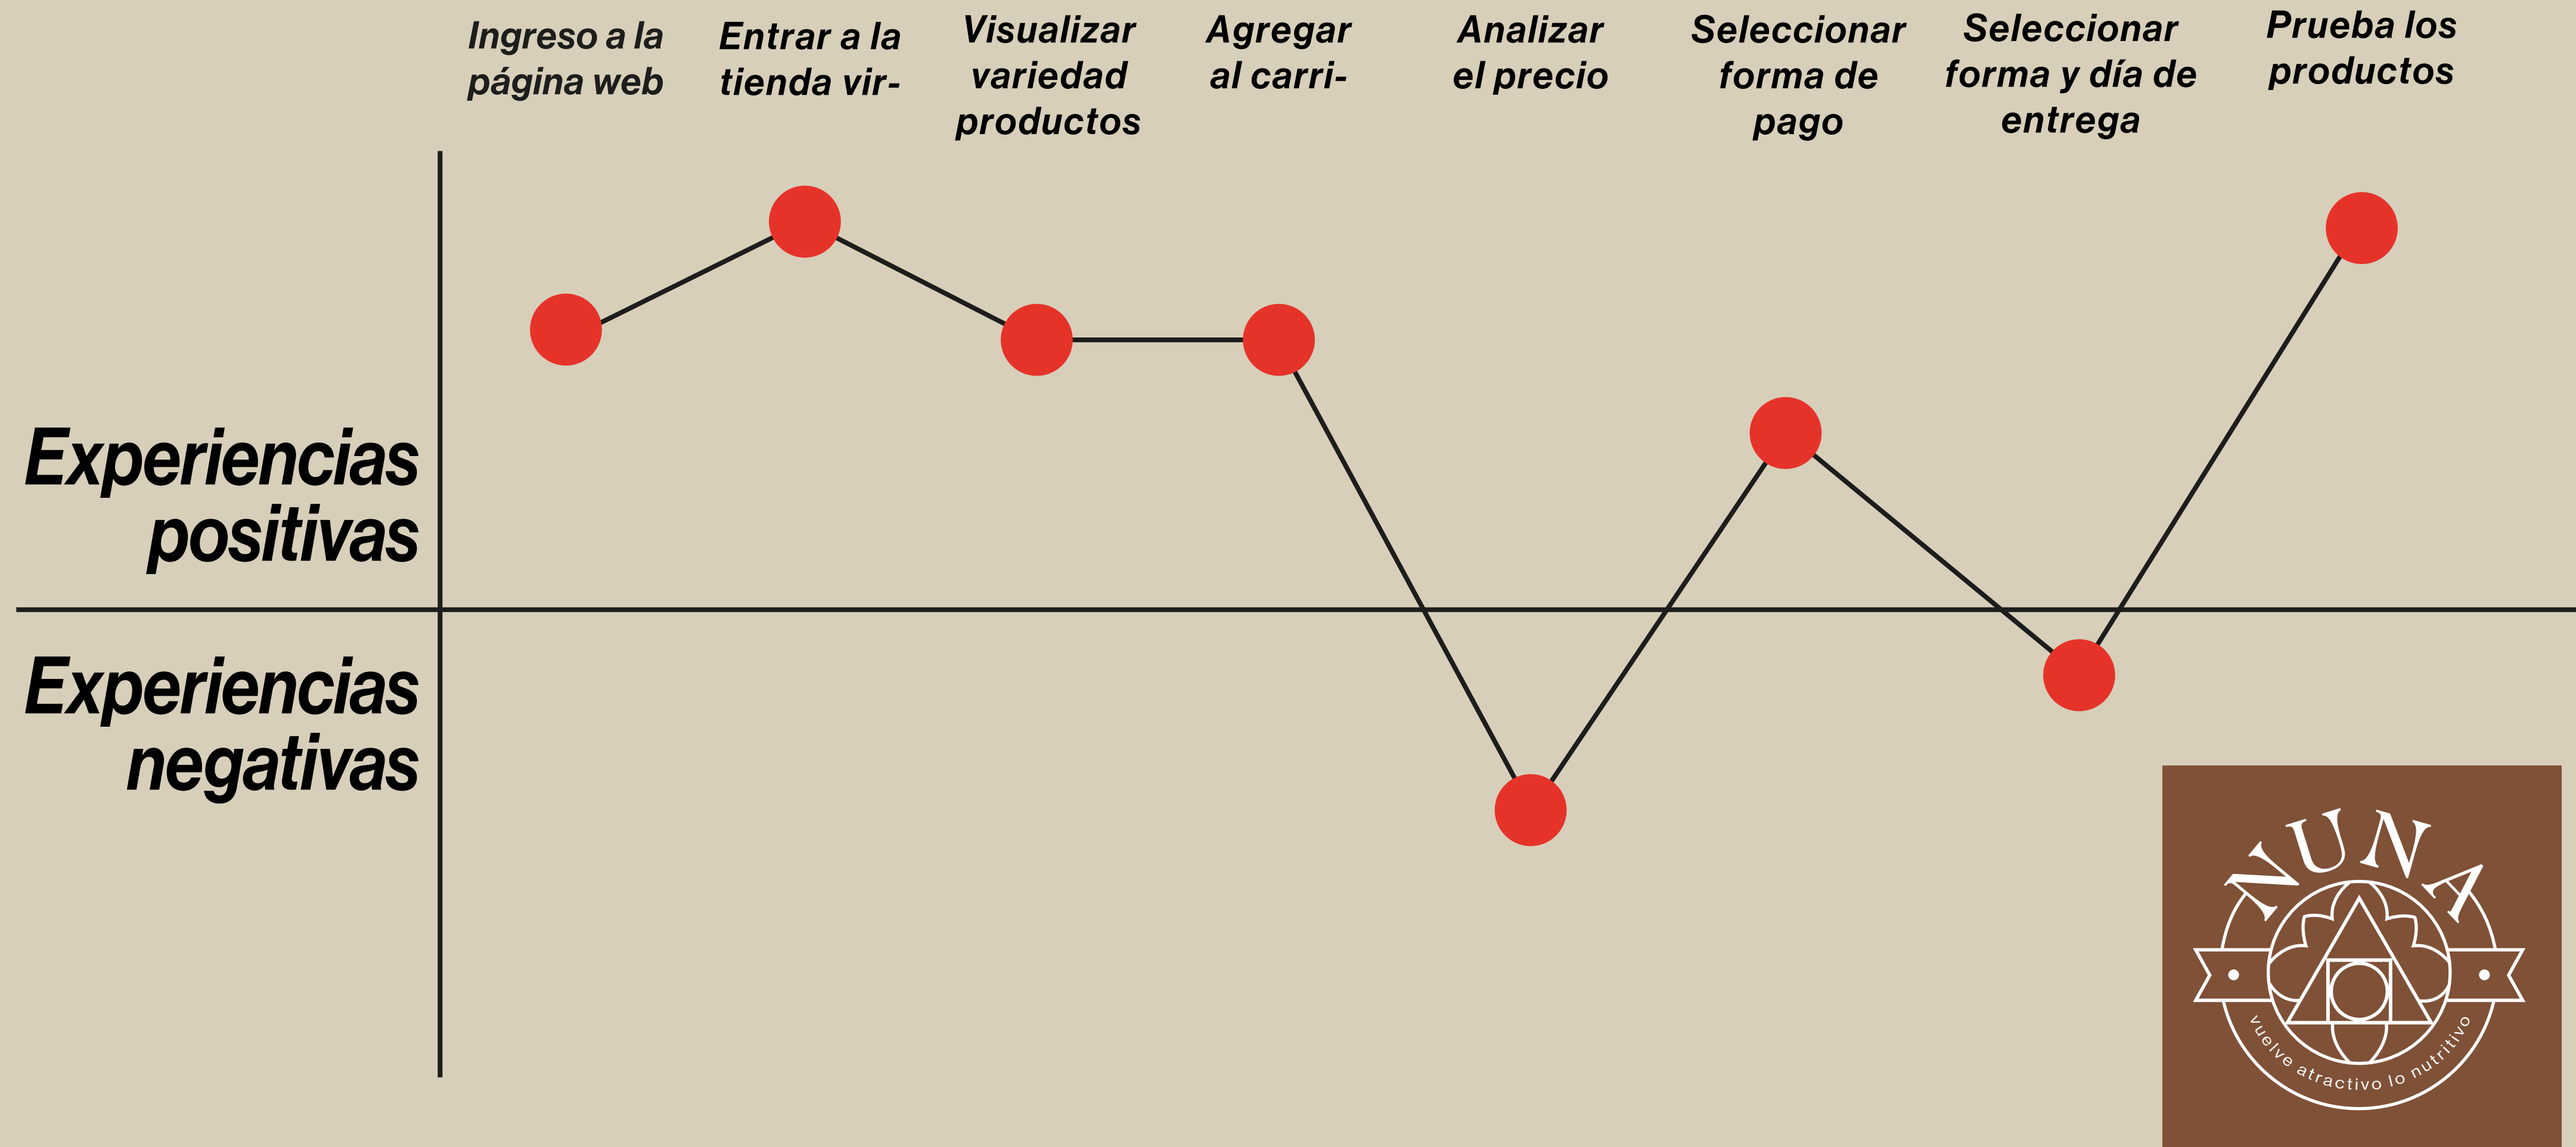 Ingreso a la
página web
Entrar a la
tienda vir-
Visualizar
variedad
productos
Agregar
al carri-
Analizar
el precio
Seleccionar
forma de
pago
Seleccionar
forma y día de
entrega
Prueba los
productos
Experiencias
positivas
Experiencias
negativas
NUNA
vuelve atractivo lo nutritivo